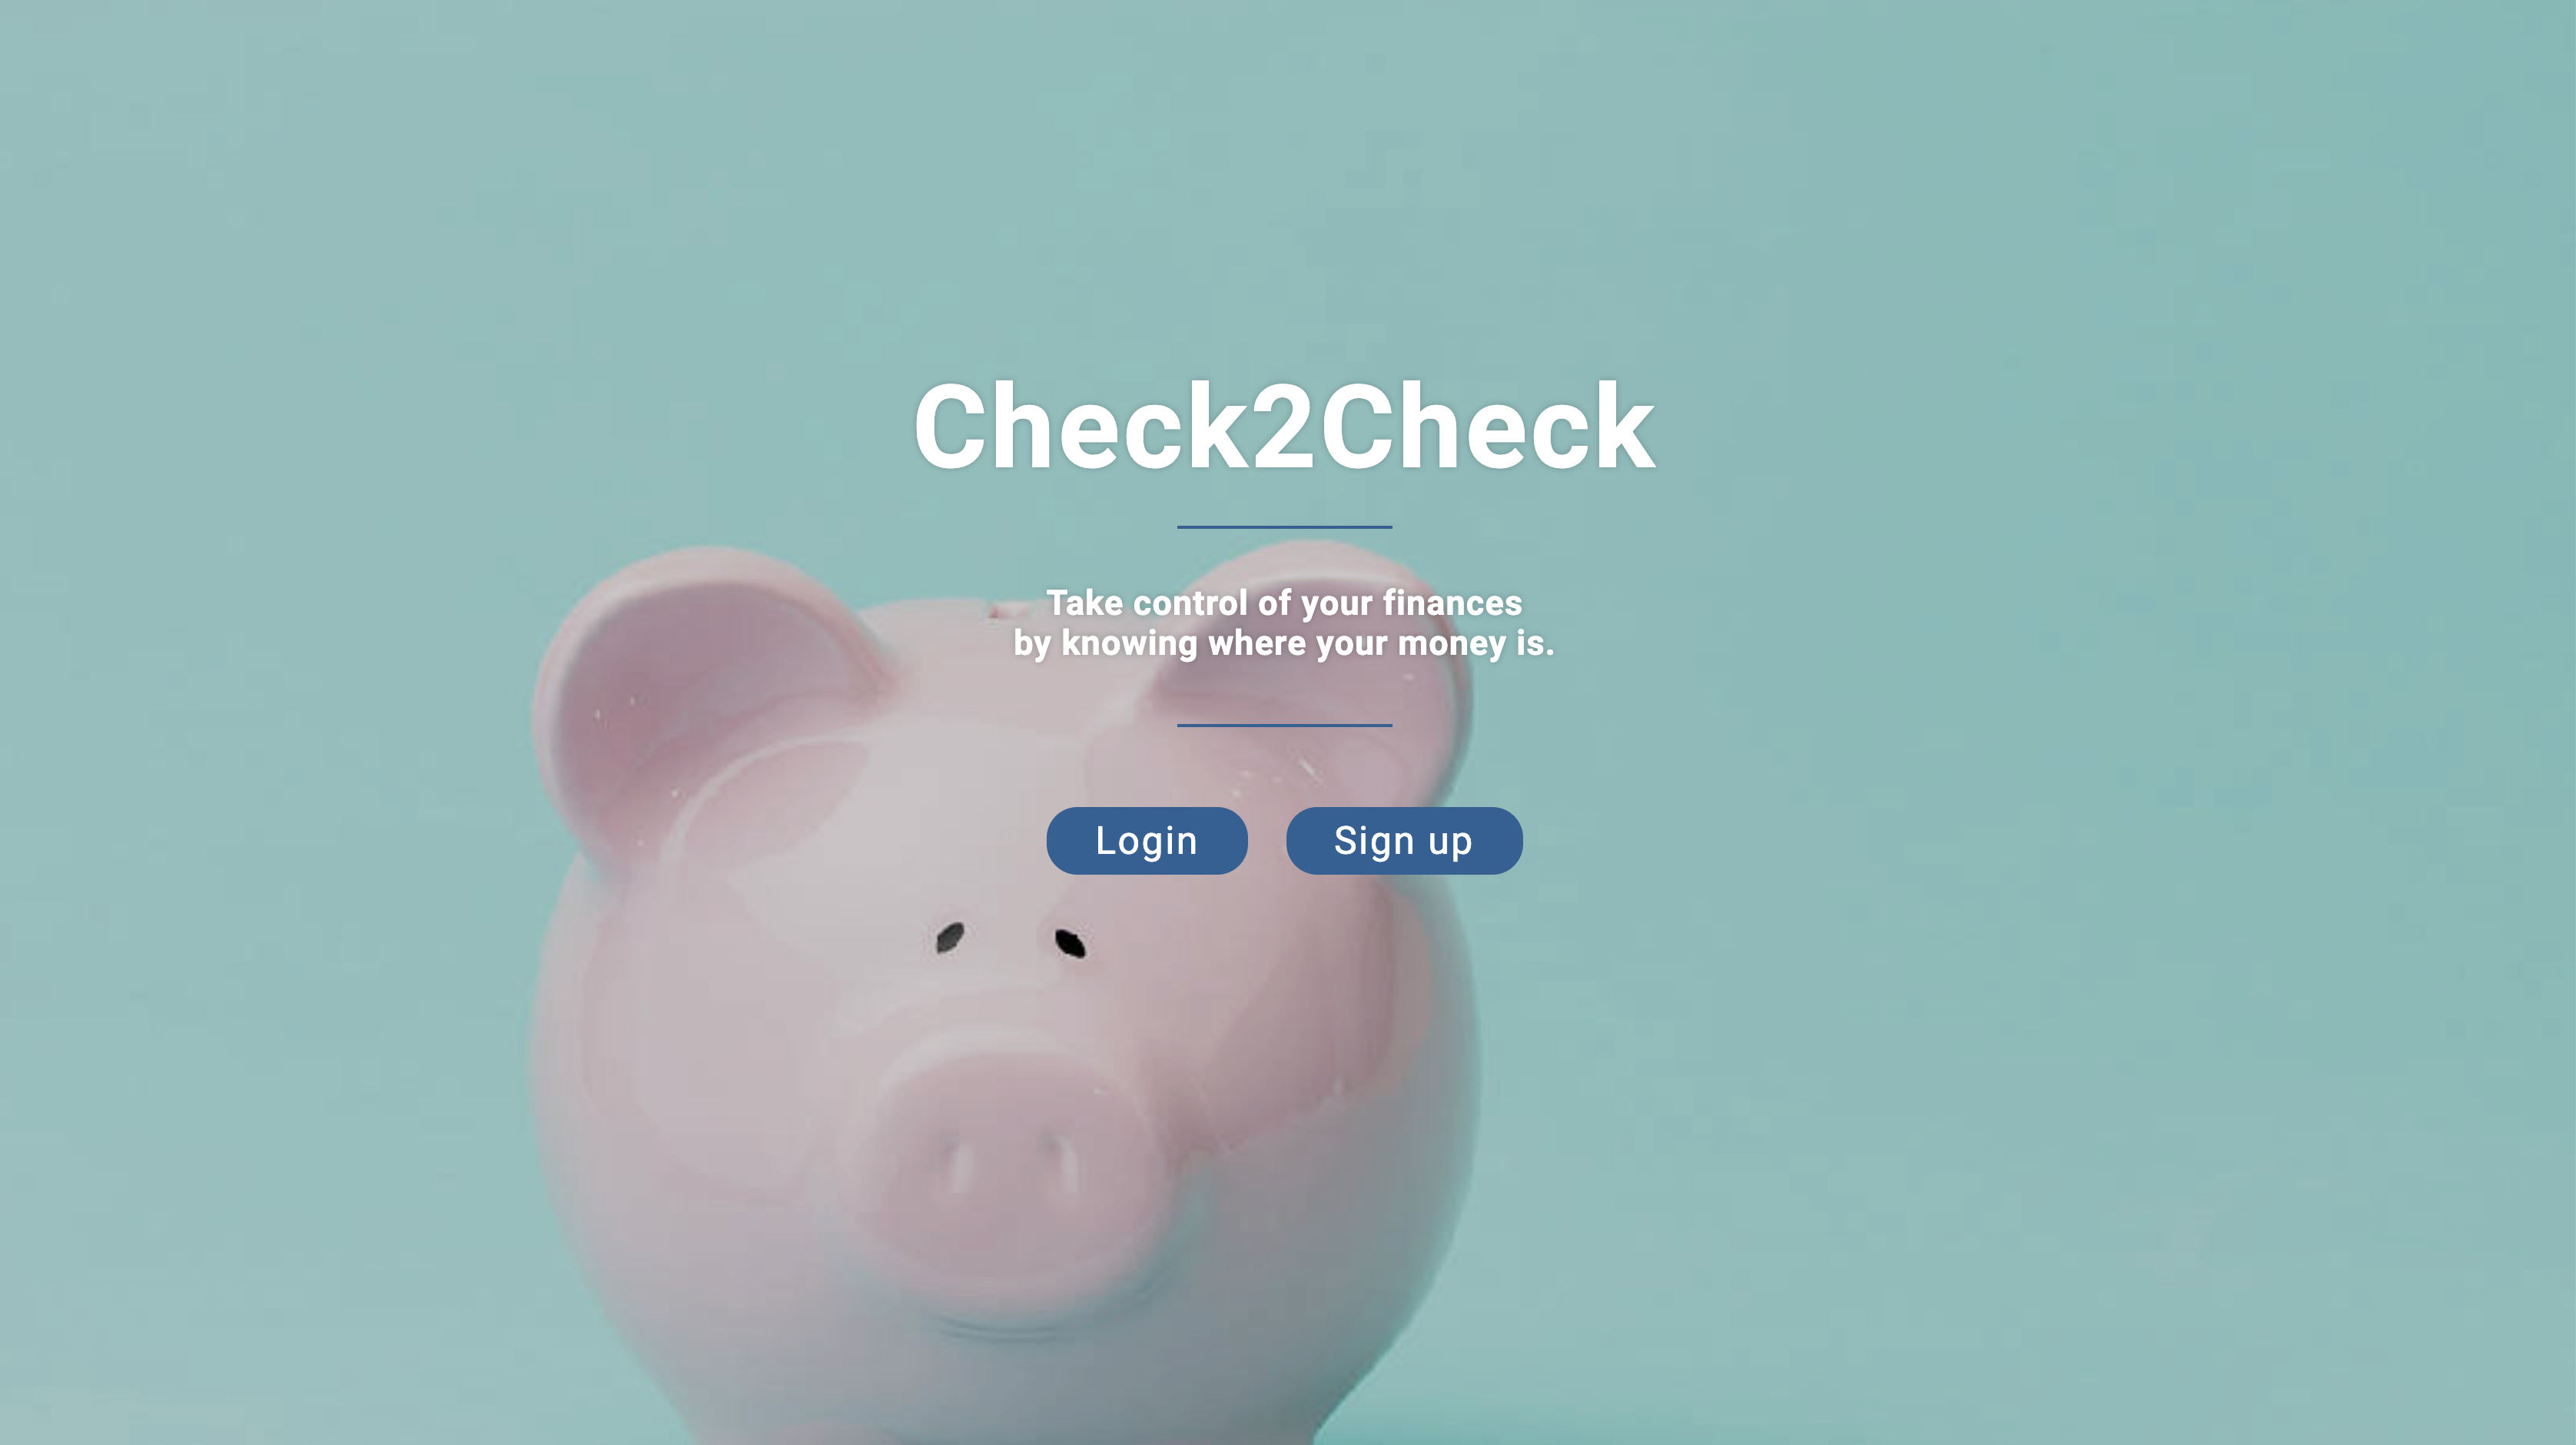 Check2Check
Take control of your finances
by knowing where your money is.
Login
Sign up